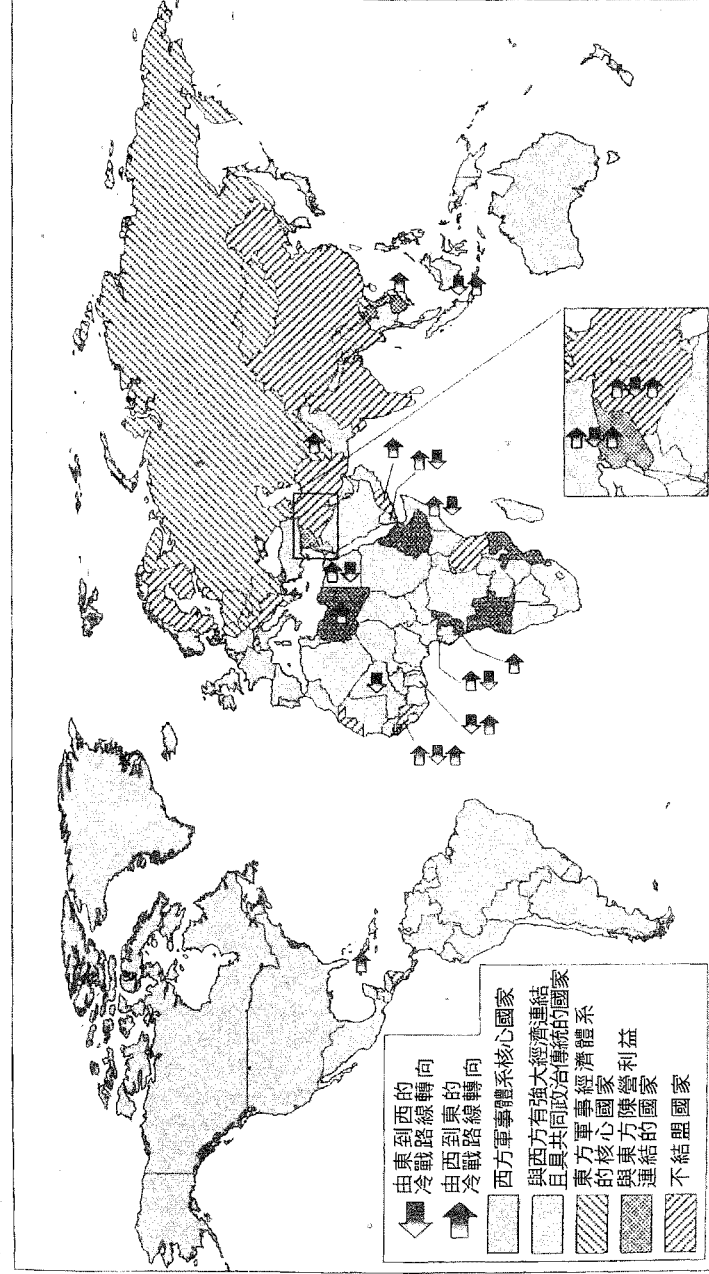 由東到西的
冷戰路線轉向
由西到東的
冷戰路線轉向
西方軍事體系核心國家
與西方有強大經濟連結
且具共同政治傳統的國家
東方軍事經濟體系
的核心國家
與東方陣營利益
連結的國家
不結盟國家